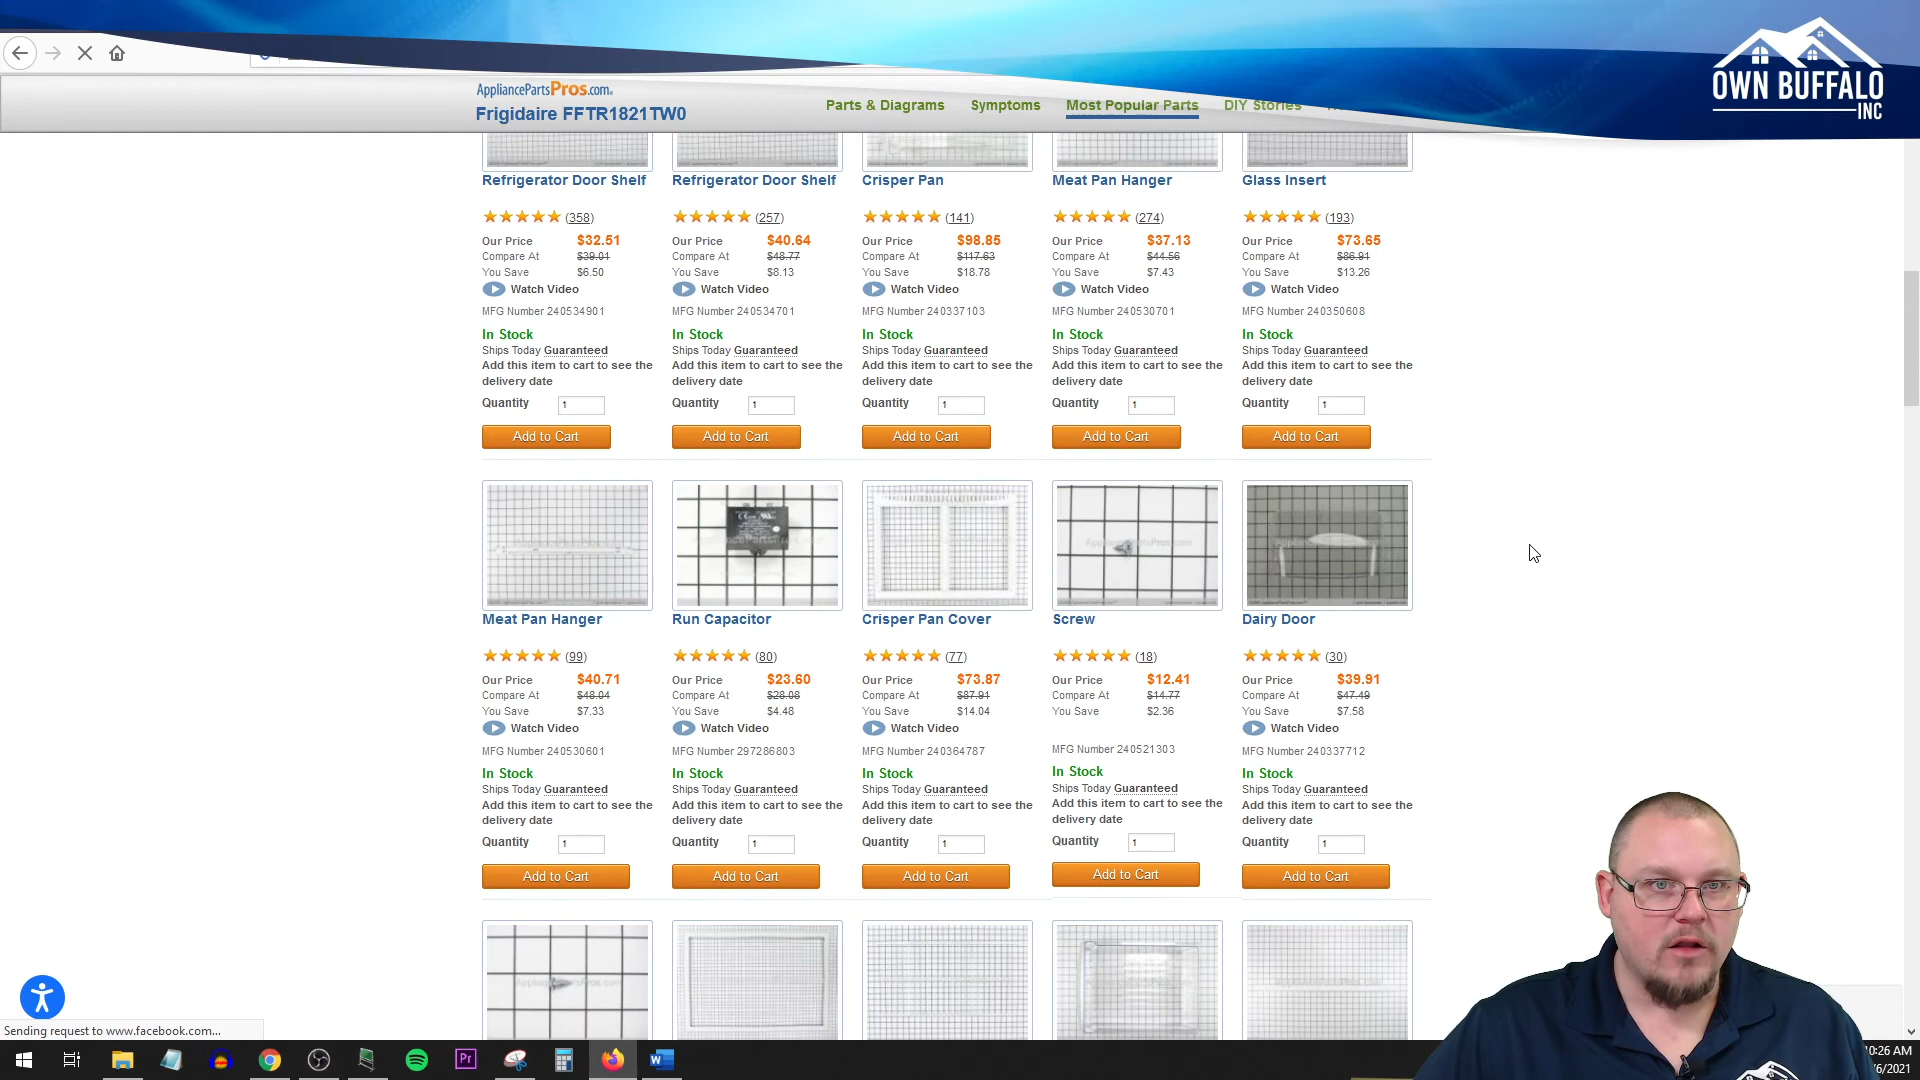 OWN BUFFALO
INC
AppliancePartsPros.com
Frigidaire FFTR1821TW0
Parts & Diagrams
Symptoms
Most Popular Parts
DIY Stories
Refrigerator Door Shelf
Refrigerator Door Shelf
Crisper Pan
Meat Pan Hanger
Glass Insert
(358)
(257)
(141)
(274)
(193)
Our Price $32.51
Our Price $40.64
Our Price $98.85
Our Price $37.13
Our Price $73.65
Compare At $39.01
Compare At $48.77
Compare At $117.63
Compare At $44.56
Compare At $86.91
You Save $6.50
You Save $8.13
You Save $18.78
You Save $7.43
You Save $13.26
Watch Video
Watch Video
Watch Video
Watch Video
Watch Video
MFG Number 240534901
MFG Number 240534701
MFG Number 240337103
MFG Number 240530701
MFG Number 240350608
In Stock
In Stock
In Stock
In Stock
In Stock
Ships Today Guaranteed
Ships Today Guaranteed
Ships Today Guaranteed
Ships Today Guaranteed
Ships Today Guaranteed
Add this item to cart to see the
delivery date
Add this item to cart to see the
delivery date
Add this item to cart to see the
delivery date
Add this item to cart to see the
delivery date
Add this item to cart to see the
delivery date
Quantity 1
Quantity 1
Quantity 1
Quantity 1
Quantity 1
Add to Cart
Add to Cart
Add to Cart
Add to Cart
Add to Cart
Meat Pan Hanger
Run Capacitor
Crisper Pan Cover
Screw
Dairy Door
(99)
(80)
(77)
(18)
(30)
Our Price $40.71
Our Price $23.60
Our Price $73.87
Our Price $12.41
Our Price $39.91
Compare At $48.04
Compare At $28.08
Compare At $87.91
Compare At $14.77
Compare At $47.49
You Save $7.33
You Save $4.48
You Save $14.04
You Save $2.36
You Save $7.58
Watch Video
Watch Video
Watch Video
Watch Video
MFG Number 240530601
MFG Number 297286803
MFG Number 240364787
MFG Number 240521303
MFG Number 240337712
In Stock
In Stock
In Stock
In Stock
In Stock
Ships Today Guaranteed
Ships Today Guaranteed
Ships Today Guaranteed
Ships Today Guaranteed
Ships Today Guaranteed
Add this item to cart to see the
delivery date
Add this item to cart to see the
delivery date
Add this item to cart to see the
delivery date
Add this item to cart to see the
delivery date
Add this item to cart to see the
delivery date
Quantity 1
Quantity 1
Quantity 1
Quantity 1
Quantity 1
Add to Cart
Add to Cart
Add to Cart
Add to Cart
Add to Cart
Sending request to www.facebook.com...
Pr
W
0:26 AM
/6/2021